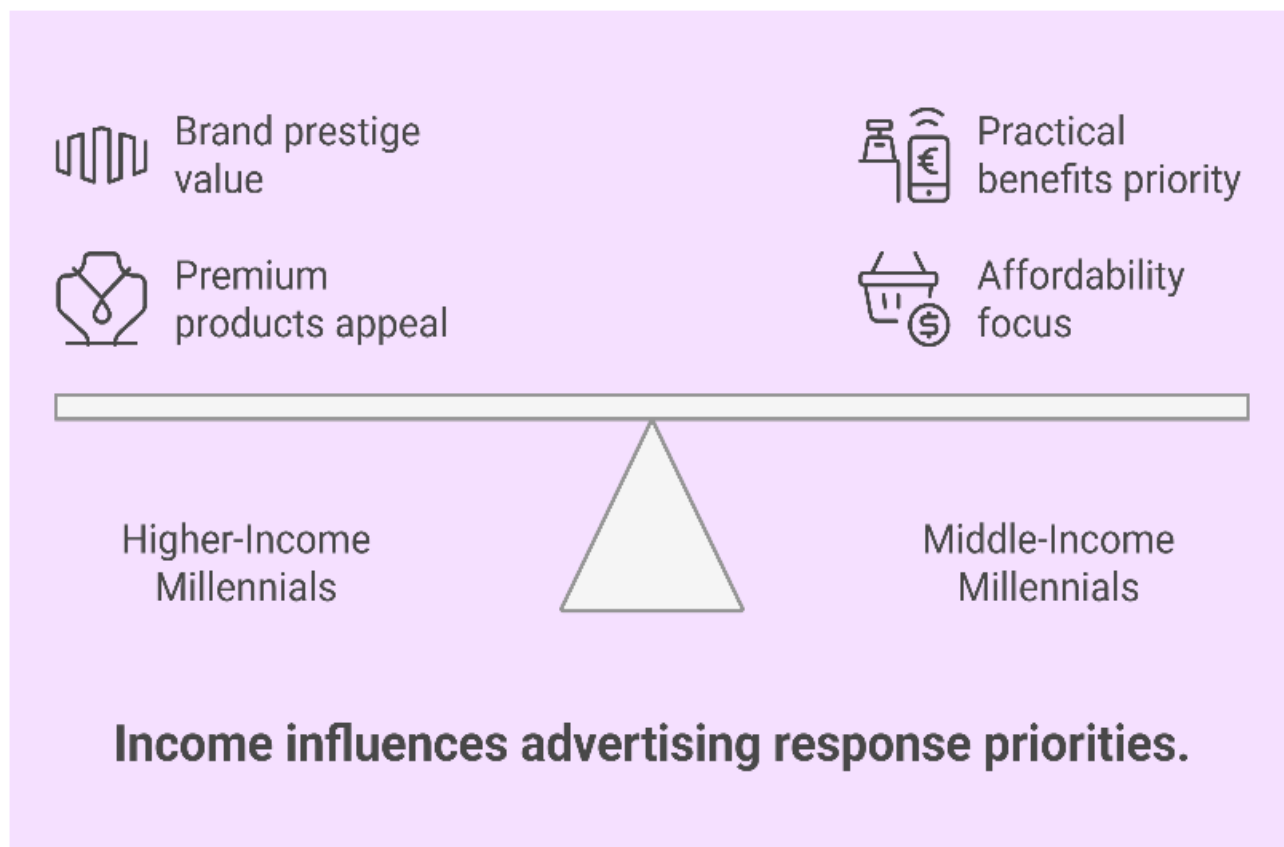 Brand prestige
value
Premium
products appeal
Practical
benefits priority
€
Affordability
focus
$
Higher-Income
Millennials
Middle-Income
Millennials
Income influences advertising response priorities.